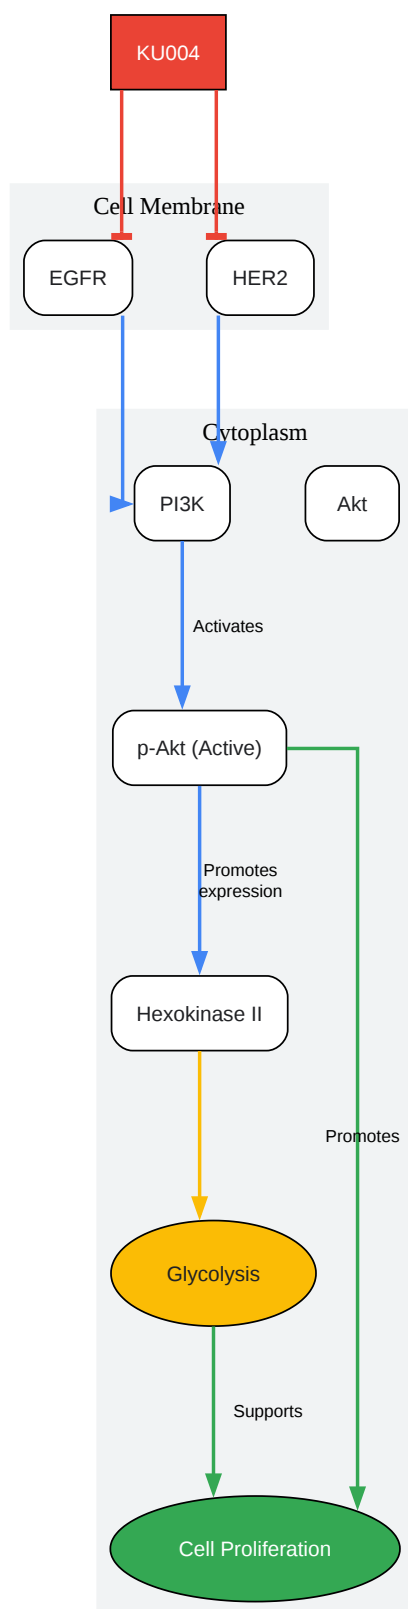 KU004
Cell Membrane
EGFR
HER2
Cytoplasm
PI3K
Akt
Activates
p-Akt (Active)
Promotes
expression
Hexokinase II
Promotes
Glycolysis
Supports
Cell Proliferation